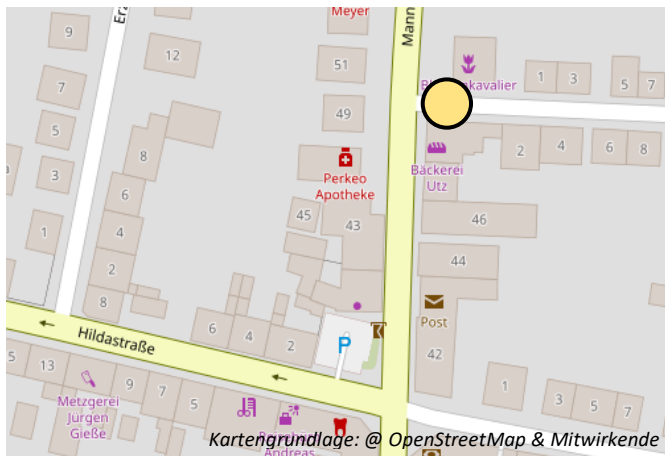 Meyer
9
12
51
7
49
5
1
3
5
7
8
Perkeo
Apotheke
Bäckerei
Utz
2
4
6
8
3
6
45
43
46
1
4
2
44
8
Post
6
4
2
P
42
Hildastraße
5
13
9
7
5
1
3
5
7
Metzgerei
Jürgen
Gieße
Andreas
Kartengrundlage: @ OpenStreetMap & Mitwirkende